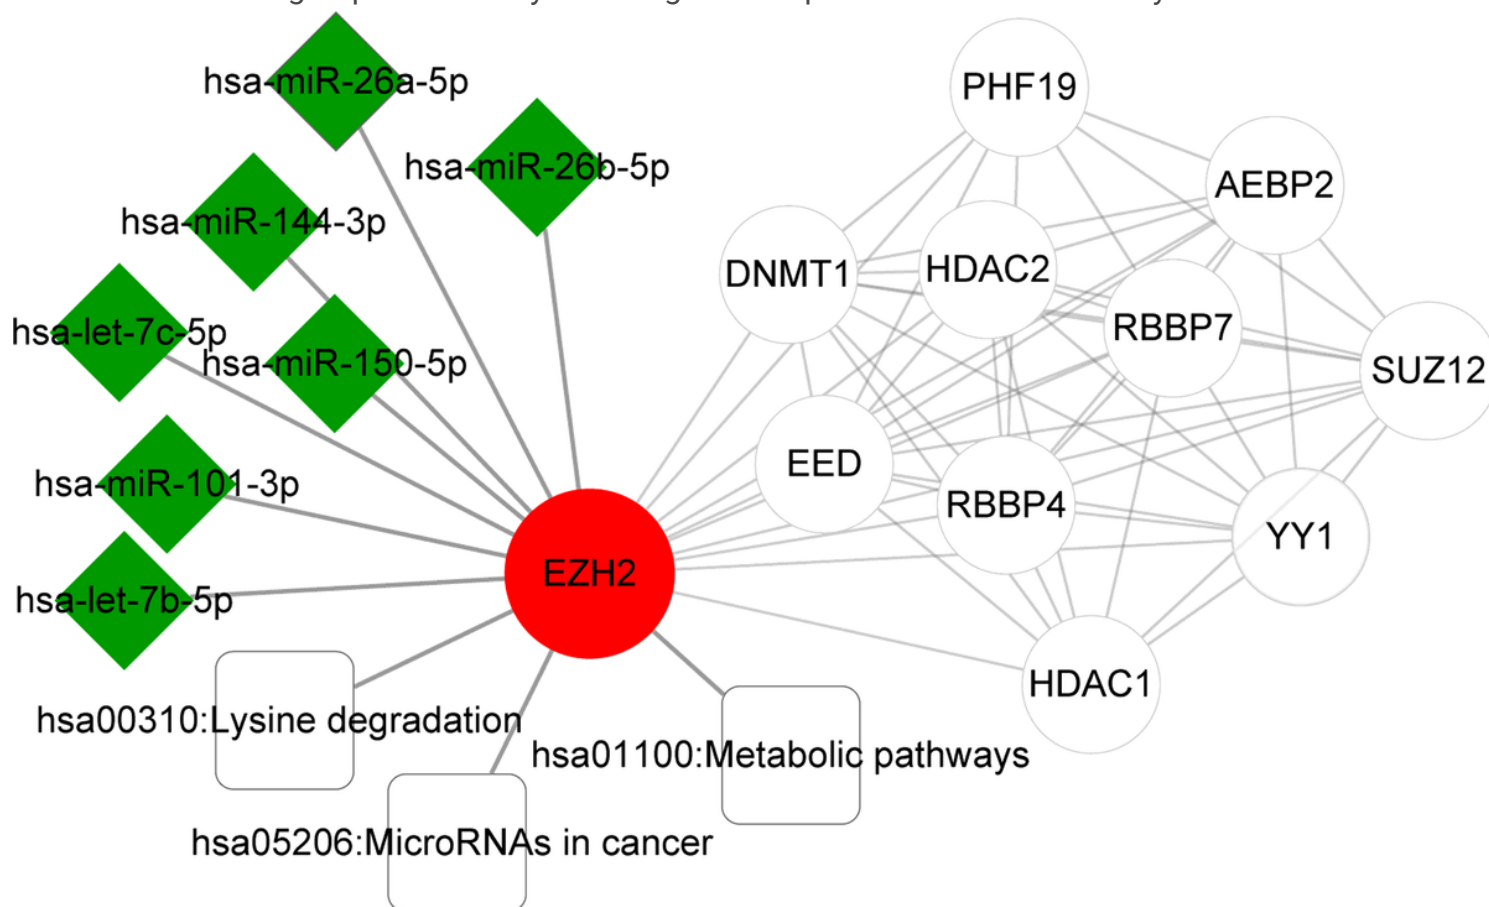 hsa-miR-26a-5p
PHF19
hsa-miR-26b-5p
AEBP2
hsa-miR-144-3p
DNMT1
HDAC2
hsa-let-7c-5p
RBBP7
hsa-miR-150-5p
SUZ12
EED
hsa-miR-101-3p
RBBP4
YY1
EZH2
hsa-let-7b-5p
HDAC1
hsa00310:Lysine degradation
hsa01100:Metabolic pathways
hsa05206:MicroRNAs in cancer